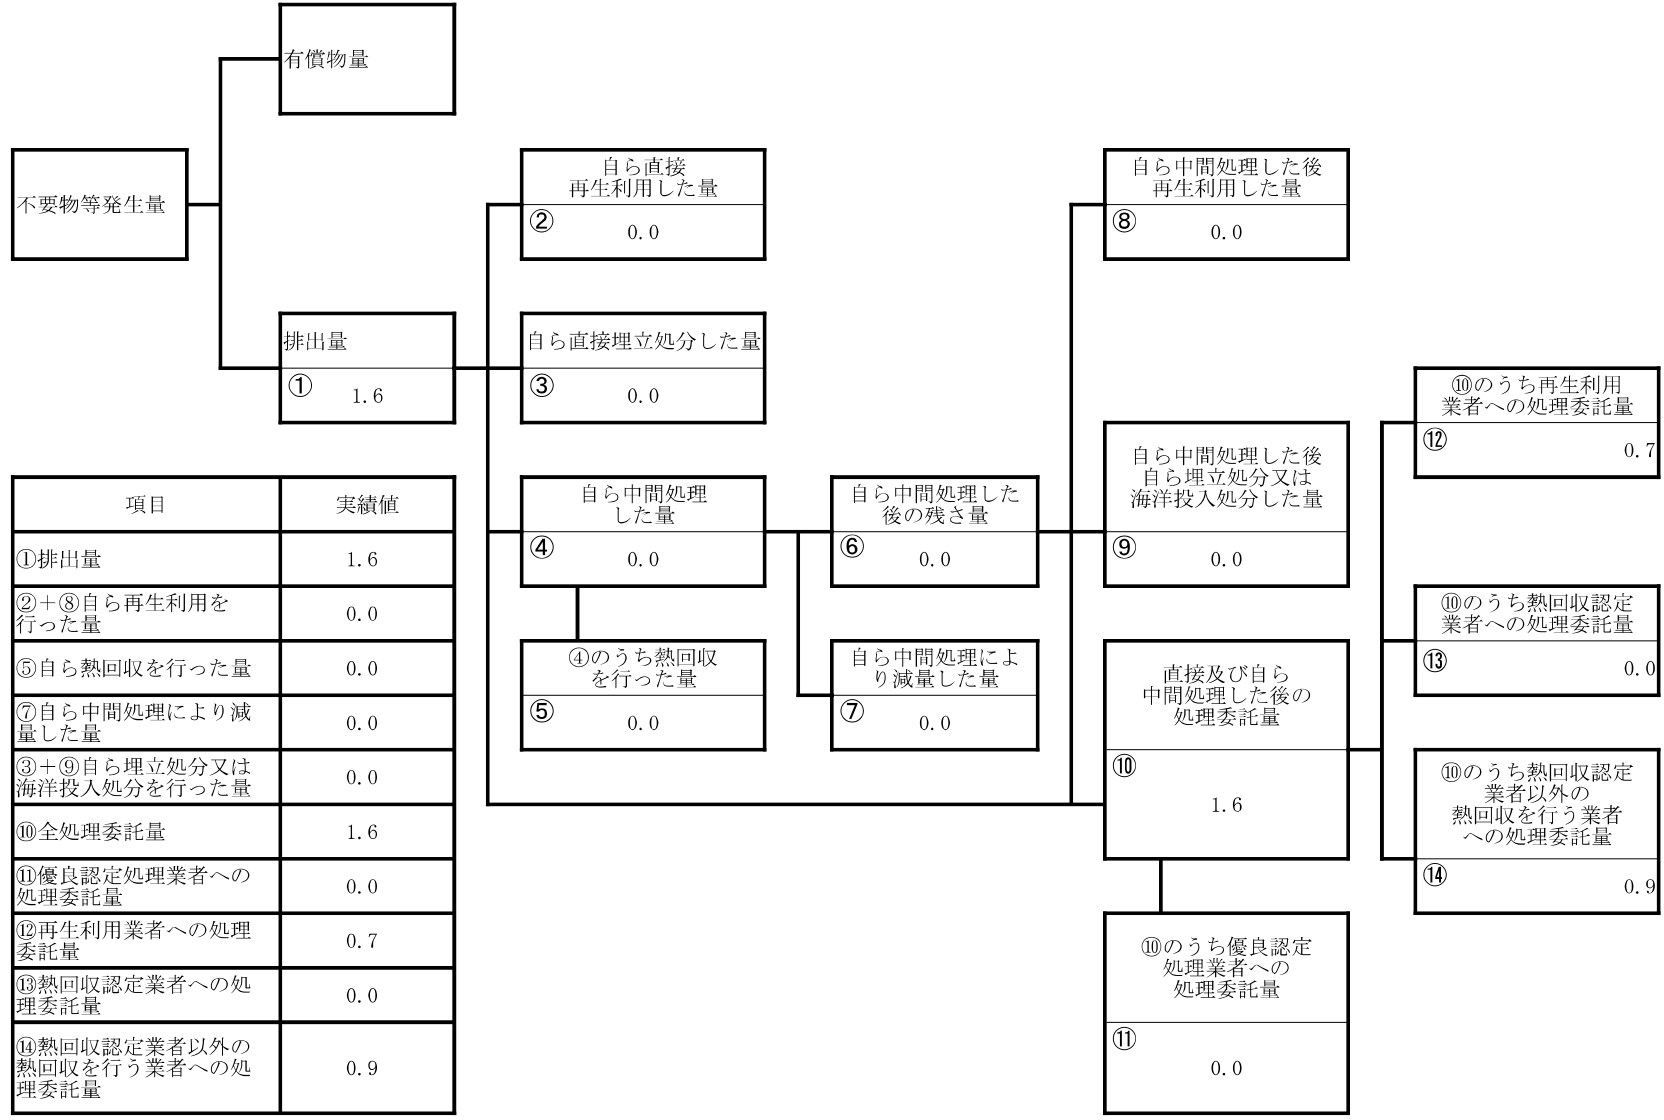 有償物量
不要物等発生量
自ら直接
再生利用した量
②
0.0
自ら中間処理した後
再生利用した量
⑧
0.0
排出量
①
1.6
自ら直接埋立処分した量
③
0.0
⑩のうち再生利用
業者への処理委託量
⑫
0.7
自ら中間処理
した量
④
0.0
自ら中間処理した
後の残さ量
⑥
0.0
自ら中間処理した後
自ら埋立処分又は
海洋投入処分した量
⑨
0.0
⑩のうち熱回収認定
業者への処理委託量
⑬
0.0
④のうち熱回収
を行った量
⑤
0.0
自ら中間処理によ
り減量した量
⑦
0.0
直接及び自ら
中間処理した後の
処理委託量
⑩
1.6
⑩のうち熱回収認定
業者以外の
熱回収を行う業者
への処理委託量
⑭
0.9
⑩のうち優良認定
処理業者への
処理委託量
⑪
0.0
項目
実績値
①排出量
1.6
②＋⑧自ら再生利用を
行った量
0.0
⑤自ら熱回収を行った量
0.0
⑦自ら中間処理により減
量した量
0.0
③＋⑨自ら埋立処分又は
海洋投入処分を行った量
0.0
⑩全処理委託量
1.6
⑪優良認定処理業者への
処理委託量
0.0
⑫再生利用業者への処理
委託量
0.7
⑬熱回収認定業者への処
理委託量
0.0
⑭熱回収認定業者以外の
熱回収を行う業者への処
理委託量
0.9